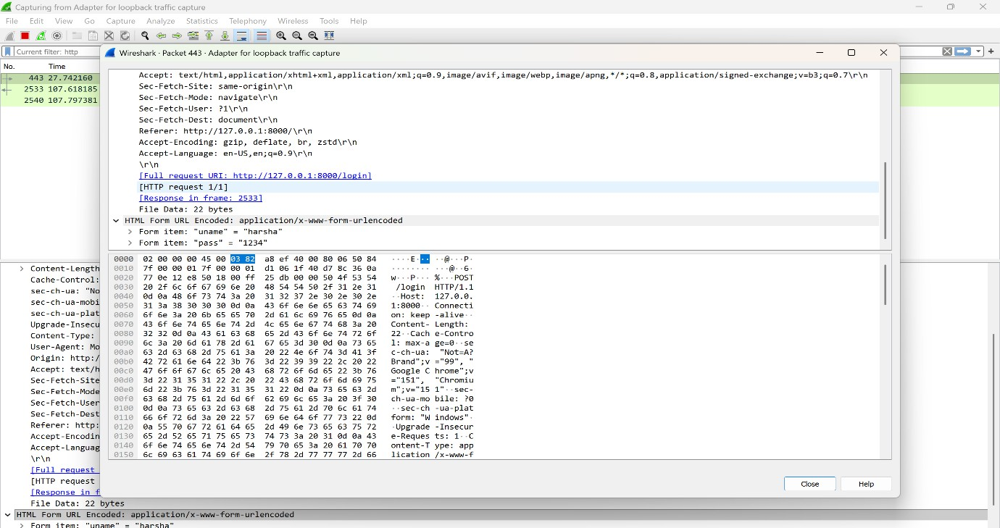 Capturing from Adapter for loopback traffic capture
File Edit View Go Capture Analyze Statistics Telephony Wireless Tools Help
Current filter: http
Wireshark · Packet 443 · Adapter for loopback traffic capture
No. Time
443 27.742160
2533 107.618185
2540 107.797381
Accept: text/html,application/xhtml+xml,application/xml;q=0.9,image/avif,image/webp,image/apng,*/*;q=0.8,application/signed-exchange;v=b3;q=0.7\r\n
Sec-Fetch-Site: same-origin\r\n
Sec-Fetch-Mode: navigate\r\n
Sec-Fetch-User: ?1\r\n
Sec-Fetch-Dest: document\r\n
Referer: http://127.0.0.1:8000/\r\n
Accept-Encoding: gzip, deflate, br, zstd\r\n
Accept-Language: en-US,en;q=0.9\r\n
\r\n
[Full request URI: http://127.0.0.1:8000/login]
[HTTP request 1/1]
[Response in frame: 2533]
File Data: 22 bytes
HTML Form URL Encoded: application/x-www-form-urlencoded
Form item: "uname" = "harsha"
Form item: "pass" = "1234"
0000 02 00 00 00 45 00 03 82 a8 ef 40 00 80 06 50 84 ····E··· ··@···P·
0010 7f 00 00 01 7f 00 00 01 d1 06 1f 40 d7 8c 36 0a ········ ···@··6·
0020 77 0e 12 e8 50 18 00 ff 25 db 00 00 50 4f 53 54 w···P··· %···POST
0030 20 2f 6c 6f 67 69 6e 20 48 54 54 50 2f 31 2e 31 /login HTTP/1.1
0040 0d 0a 48 6f 73 74 3a 20 31 32 37 2e 30 2e 30 2e ··Host: 127.0.0.
0050 31 3a 38 30 30 30 0d 0a 43 6f 6e 6e 65 63 74 69 1:8000·· Connecti
0060 6f 6e 3a 20 6b 65 65 70 2d 61 6c 69 76 65 0d 0a on: keep -alive··
0070 43 6f 6e 74 65 6e 74 2d 4c 65 6e 67 74 68 3a 20 Content- Length:
0080 32 32 0d 0a 43 61 63 68 65 2d 43 6f 6e 74 72 6f 22··Cach e-Contro
0090 6c 3a 20 6d 61 78 2d 61 67 65 3d 30 0d 0a 73 65 l: max-a ge=0··se
00a0 63 2d 63 68 2d 75 61 3a 20 22 4e 6f 74 3d 41 3f c-ch-ua: "Not=A?
00b0 42 72 61 6e 64 22 3b 76 3d 22 39 39 22 2c 20 22 Brand";v ="99", "
00c0 47 6f 6f 67 6c 65 20 43 68 72 6f 6d 65 22 3b 76 Google C hrome";v
00d0 3d 22 31 35 31 22 2c 20 22 43 68 72 6f 6d 69 75 ="151", "Chromiu
00e0 6d 22 3b 76 3d 22 31 35 31 22 0d 0a 73 65 63 2d m";v="15 1"··sec-
00f0 63 68 2d 75 61 2d 6d 6f 62 69 6c 65 3a 20 3f 30 ch-ua-mo bile: ?0
0100 0d 0a 73 65 63 2d 63 68 2d 75 61 2d 70 6c 61 74 ··sec-ch -ua-plat
0110 66 6f 72 6d 3a 20 22 57 69 6e 64 6f 77 73 22 0d form: "W indows"·
0120 0a 55 70 67 72 61 64 65 2d 49 6e 73 65 63 75 72 ·Upgrade -Insecur
0130 65 2d 52 65 71 75 65 73 74 73 3a 20 31 0d 0a 43 e-Reques ts: 1··C
0140 6f 6e 74 65 6e 74 2d 54 79 70 65 3a 20 61 70 70 ontent-T ype: app
0150 6c 69 63 61 74 69 6f 6e 2f 78 2d 77 77 77 2d 66 lication /x-www-f
Close Help
Content-Length
Cache-Control:
sec-ch-ua: "No
sec-ch-ua-mobi
sec-ch-ua-plat
Upgrade-Insecu
Content-Type:
User-Agent: Mo
Origin: http:/
Accept: text/h
Sec-Fetch-Site
Sec-Fetch-Mode
Sec-Fetch-User
Sec-Fetch-Dest
Referer: http:
Accept-Encodin
Accept-Languag
\r\n
[Full request
[HTTP request
[Response in f
File Data: 22 bytes
HTML Form URL Encoded: application/x-www-form-urlencoded
Form item: "uname" = "harsha"